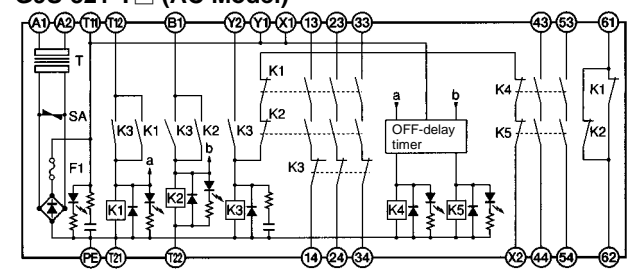 G9S-321-T□ (AC Model)
A1 A2 T11 T12 B1 Y2 Y1 X1 13 23 33 43 53 61
T
SA
F1
K3 K1
K3 K2
K3
K1
K2
K3
a
b
a
b
OFF-delay
timer
K4
K5
K1
K2
K1
K2
K3
K4
K5
PE T21 T22 14 24 34 X2 44 54 62